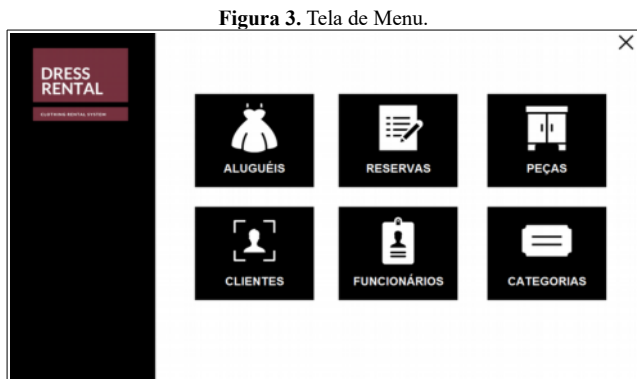 Figura 3. Tela de Menu.
DRESS
RENTAL
CLOTHING RENTAL SYSTEM
ALUGUÉIS
RESERVAS
PEÇAS
CLIENTES
FUNCIONÁRIOS
CATEGORIAS